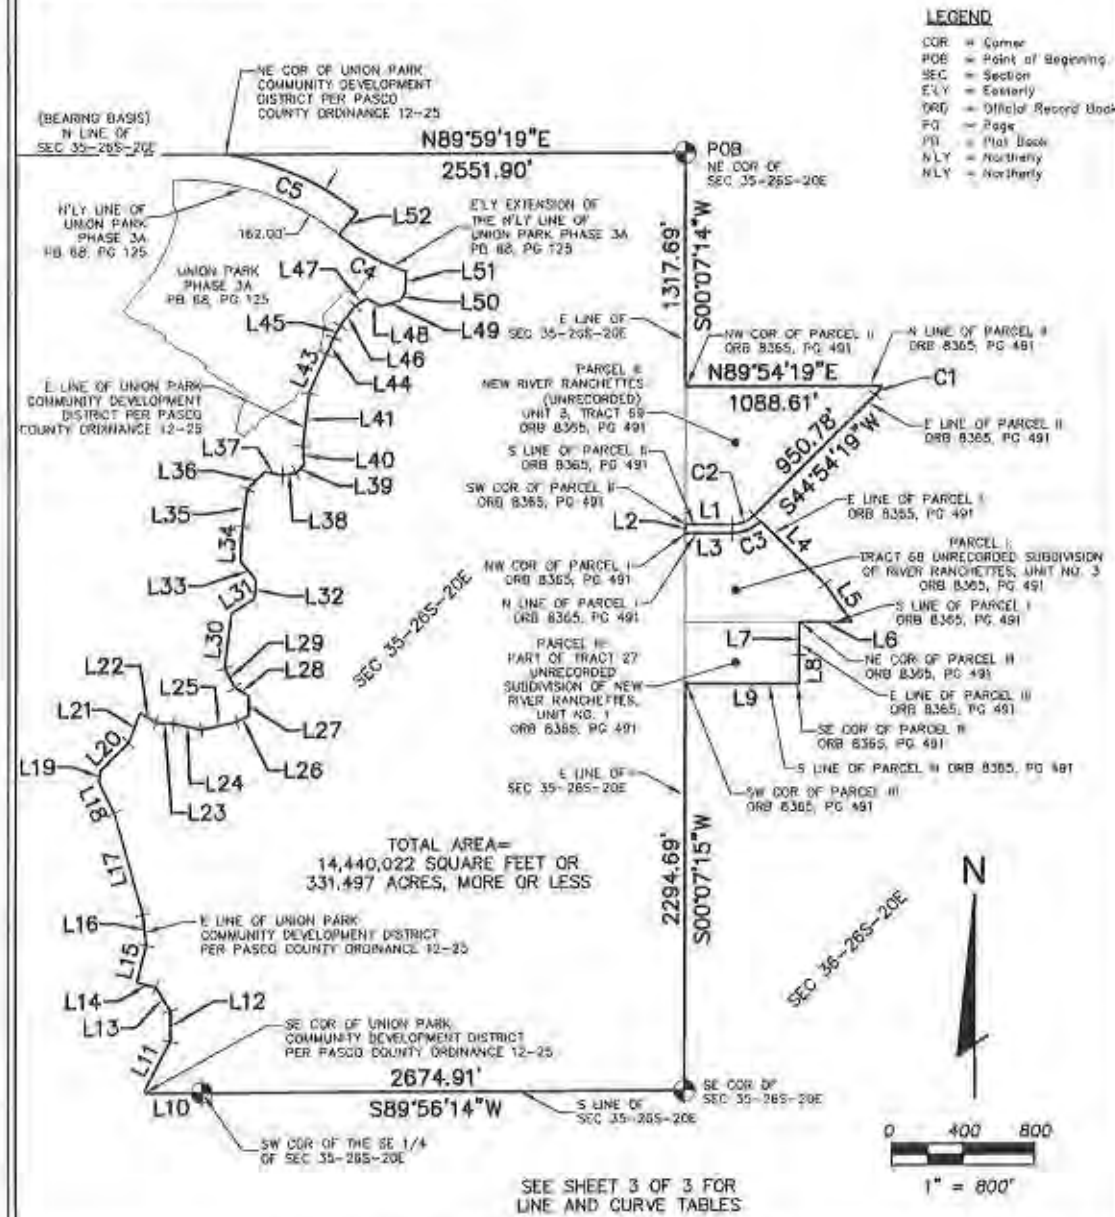 LEGEND
COR = Corner
POB = Point of Beginning
SEC = Section
E'LY = Easterly
ORB = Official Record Book
PG = Page
PB = Plat Book
N'LY = Northerly
N'LY = Northerly
NE COR OF UNION PARK
COMMUNITY DEVELOPMENT
DISTRICT PER PASCO
COUNTY ORDINANCE 12-25
(BEARING BASIS)
N LINE OF
SEC 35-26S-20E
N89°59'19"E
2551.90'
POB
NE COR OF
SEC 35-26S-20E
C5
L52
N'LY LINE OF
UNION PARK
PHASE 3A
PB 68, PG 125
162.00'
E'LY EXTENSION OF
THE N'LY LINE OF
UNION PARK PHASE 3A
PB 68, PG 125
1317.69'
S00°07'14"W
L47
C4
L51
UNION PARK
PHASE 3A
PB 68, PG 125
L50
L49
L48
L45
L46
L44
L43
E LINE OF
SEC 35-26S-20E
NW COR OF PARCEL II
ORB 8365, PG 491
N LINE OF PARCEL II
ORB 8365, PG 491
N89°54'19"E
1088.61'
C1
PARCEL II:
NEW RIVER RANCHETTES
(UNRECORDED)
UNIT 3, TRACT 69
ORB 8365, PG 491
E LINE OF UNION PARK
COMMUNITY DEVELOPMENT
DISTRICT PER PASCO
COUNTY ORDINANCE 12-25
L41
L40
L39
L38
L37
L36
L35
950.78'
S44°54'19"W
E LINE OF PARCEL II
ORB 8365, PG 491
S LINE OF PARCEL II
ORB 8365, PG 491
C2
SW COR OF PARCEL II
ORB 8365, PG 491
L1
L2
L3
C3
E LINE OF PARCEL I
ORB 8365, PG 491
L4
NW COR OF PARCEL I
ORB 8365, PG 491
PARCEL I:
TRACT 68 UNRECORDED SUBDIVISION
OF RIVER RANCHETTES, UNIT NO. 3
ORB 8365, PG 491
N LINE OF PARCEL I
ORB 8365, PG 491
L5
S LINE OF PARCEL I
ORB 8365, PG 491
L34
L33
L32
L31
L30
L29
L28
SEC 35-26S-20E
L7
L6
PARCEL III:
PART OF TRACT 27
UNRECORDED
SUBDIVISION OF NEW
RIVER RANCHETTES,
UNIT NO. 1
ORB 8365, PG 491
NE COR OF PARCEL III
ORB 8365, PG 491
L8
E LINE OF PARCEL III
ORB 8365, PG 491
L9
SE COR OF PARCEL III
ORB 8365, PG 491
S LINE OF PARCEL III ORB 8365, PG 491
SW COR OF PARCEL III
ORB 8365, PG 491
L22
L25
L21
L27
L26
L20
L24
L23
L19
L18
E LINE OF
SEC 35-26S-20E
TOTAL AREA=
14,440,022 SQUARE FEET OR
331.497 ACRES, MORE OR LESS
L17
2294.69'
S00°07'15"W
N
L16
E LINE OF UNION PARK
COMMUNITY DEVELOPMENT DISTRICT
PER PASCO COUNTY ORDINANCE 12-25
L15
SEC 36-26S-20E
L14
L12
L13
SE COR OF UNION PARK
COMMUNITY DEVELOPMENT DISTRICT
PER PASCO COUNTY ORDINANCE 12-25
L11
2674.91'
S89°56'14"W
L10
SE COR OF
SEC 35-26S-20E
S LINE OF
SEC 35-26S-20E
SW COR OF THE SE 1/4
OF SEC 35-26S-20E
0 400 800
1" = 800'
SEE SHEET 3 OF 3 FOR
LINE AND CURVE TABLES